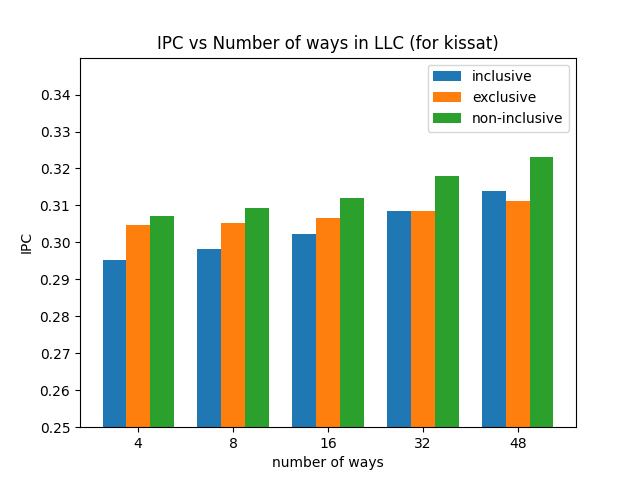 IPC vs Number of ways in LLC (for kissat)
inclusive
exclusive
non-inclusive
0.34
0.33
0.32
0.31
0.30
0.29
0.28
0.27
0.26
0.25
IPC
4 8 16 32 48
number of ways